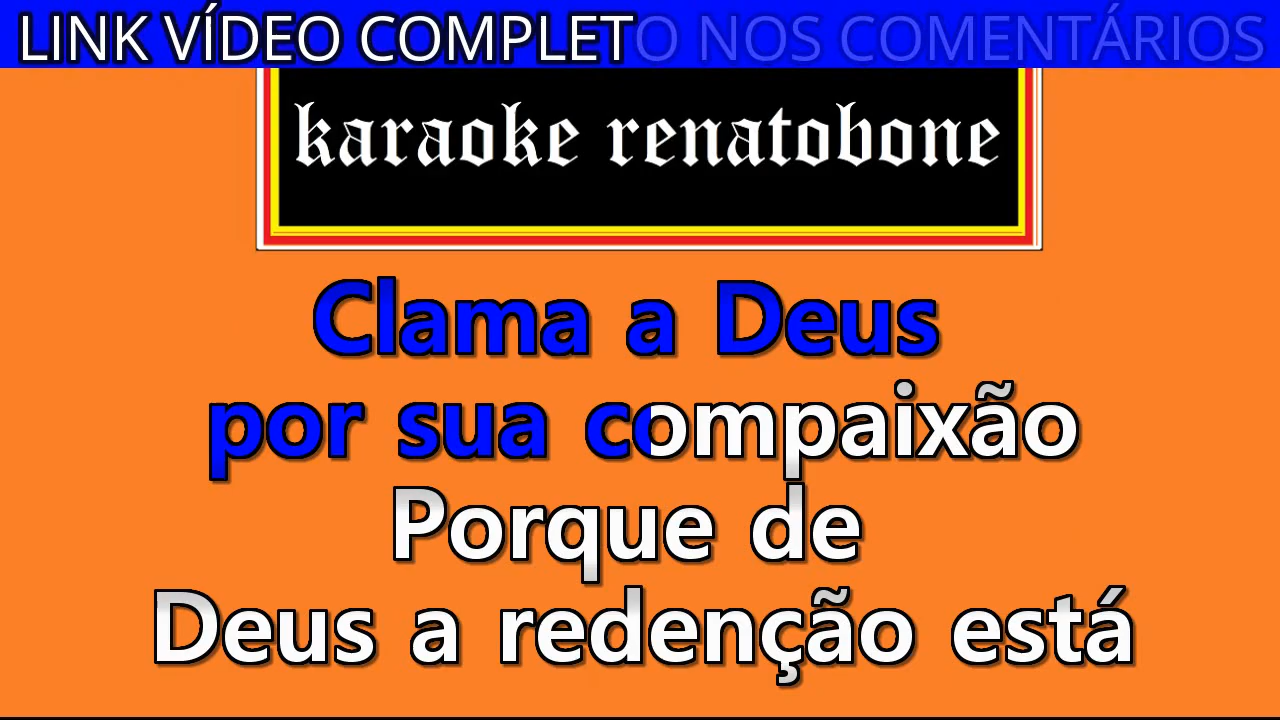 LINK VÍDEO COMPLETO NOS COMENTÁRIOS
karaoke renatobone
Clama a Deus
por sua compaixão
Porque de
Deus a redenção está